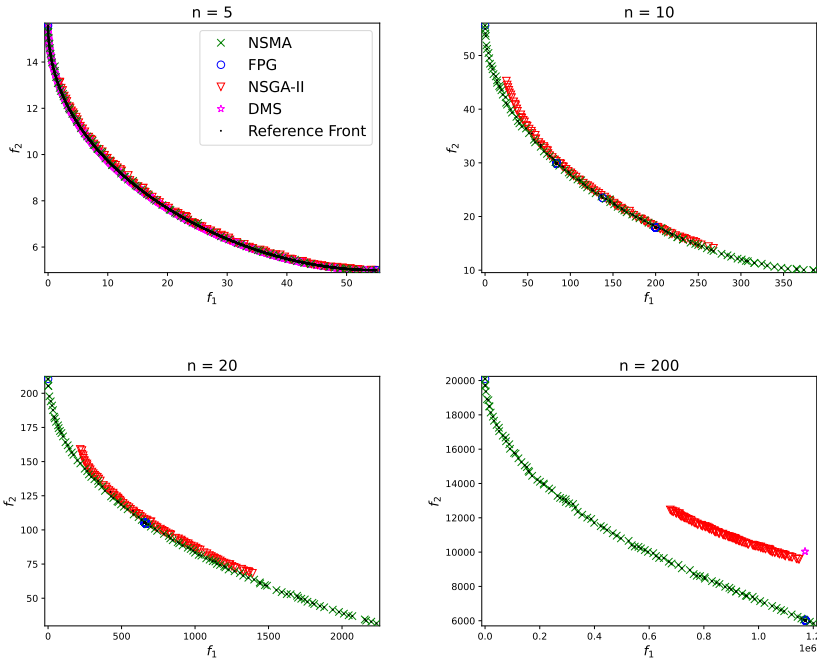 n = 5
14
12
10
8
6
f2
0
10
20
30
40
50
f1
NSMA
FPG
NSGA-II
DMS
Reference Front
n = 10
50
40
30
20
10
f2
0
50
100
150
200
250
300
350
f1
n = 20
200
175
150
125
100
75
50
f2
0
500
1000
1500
2000
f1
n = 200
20000
18000
16000
14000
12000
10000
8000
6000
f2
0.0
0.2
0.4
0.6
0.8
1.0
1.2
1e6
f1